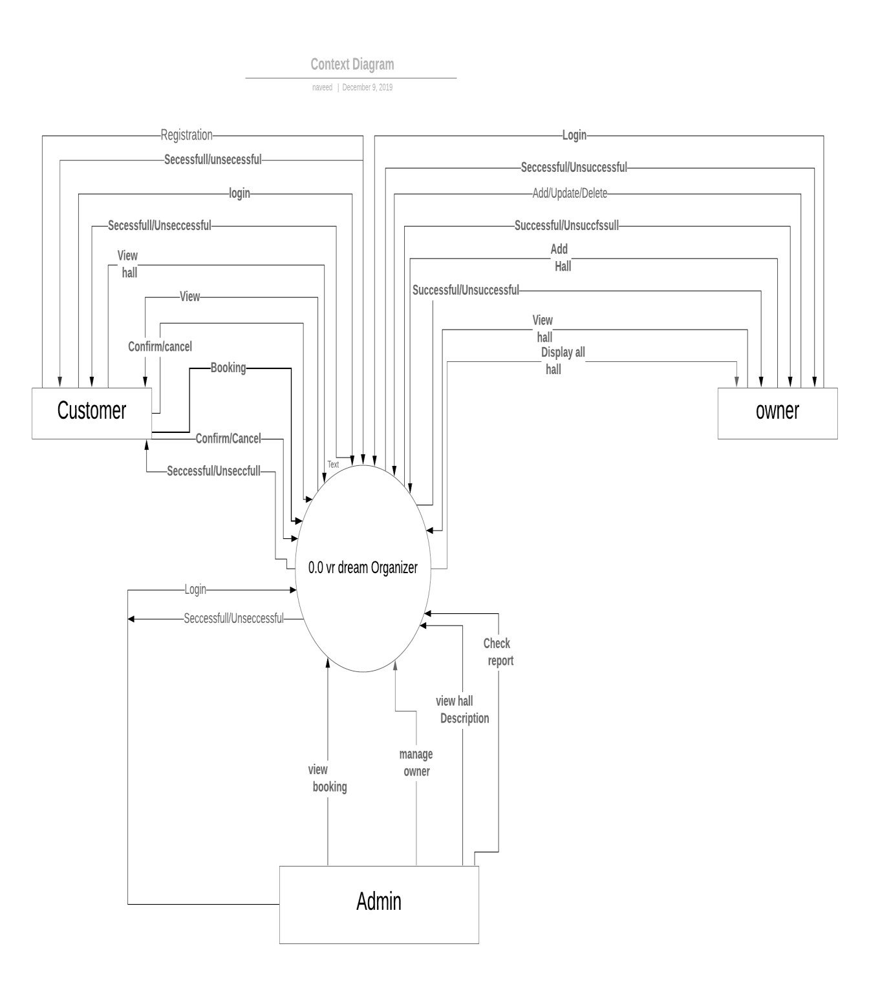 Context Diagram
naveed | December 9, 2019
Registration
Login
Secessfull/unsecessful
Seccessful/Unsuccessful
login
Add/Update/Delete
Secessfull/Unseccessful
Successful/Unsuccfssull
View
hall
Add
Hall
View
Successful/Unsuccessful
View
hall
Confirm/cancel
Display all
hall
Booking
Customer
owner
Confirm/Cancel
Text
Seccessful/Unseccfull
0.0 vr dream Organizer
Login
Seccessfull/Unseccessful
Check
report
view hall
Description
manage
owner
view
booking
Admin